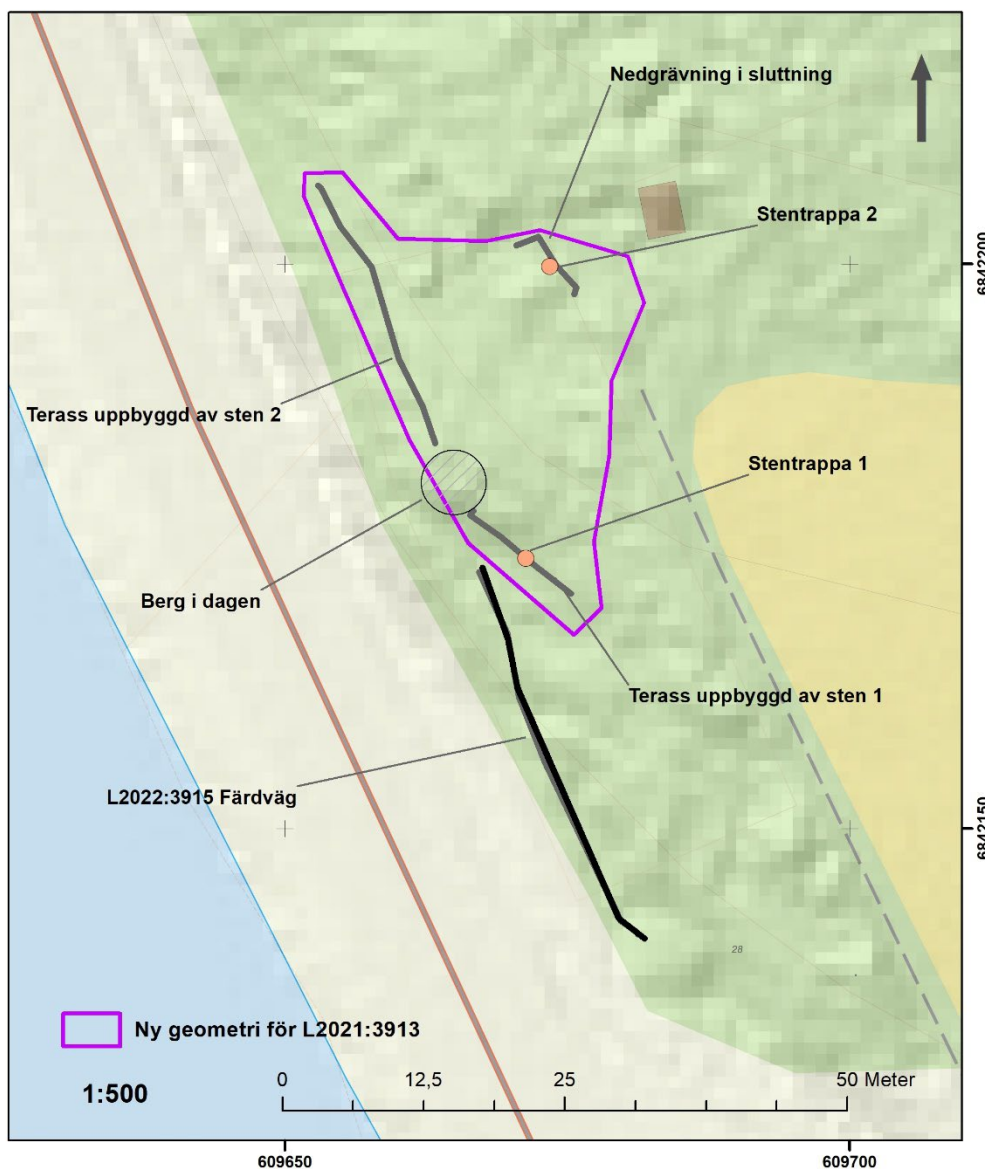 Nedgrävning i sluttning
Stentrappa 2
6842200
Terass uppbyggd av sten 2
Stentrappa 1
Berg i dagen
Terass uppbyggd av sten 1
L2022:3915 Färdväg
6842150
28
Ny geometri för L2021:3913
1:500
0 12,5 25 50 Meter
609650 609700